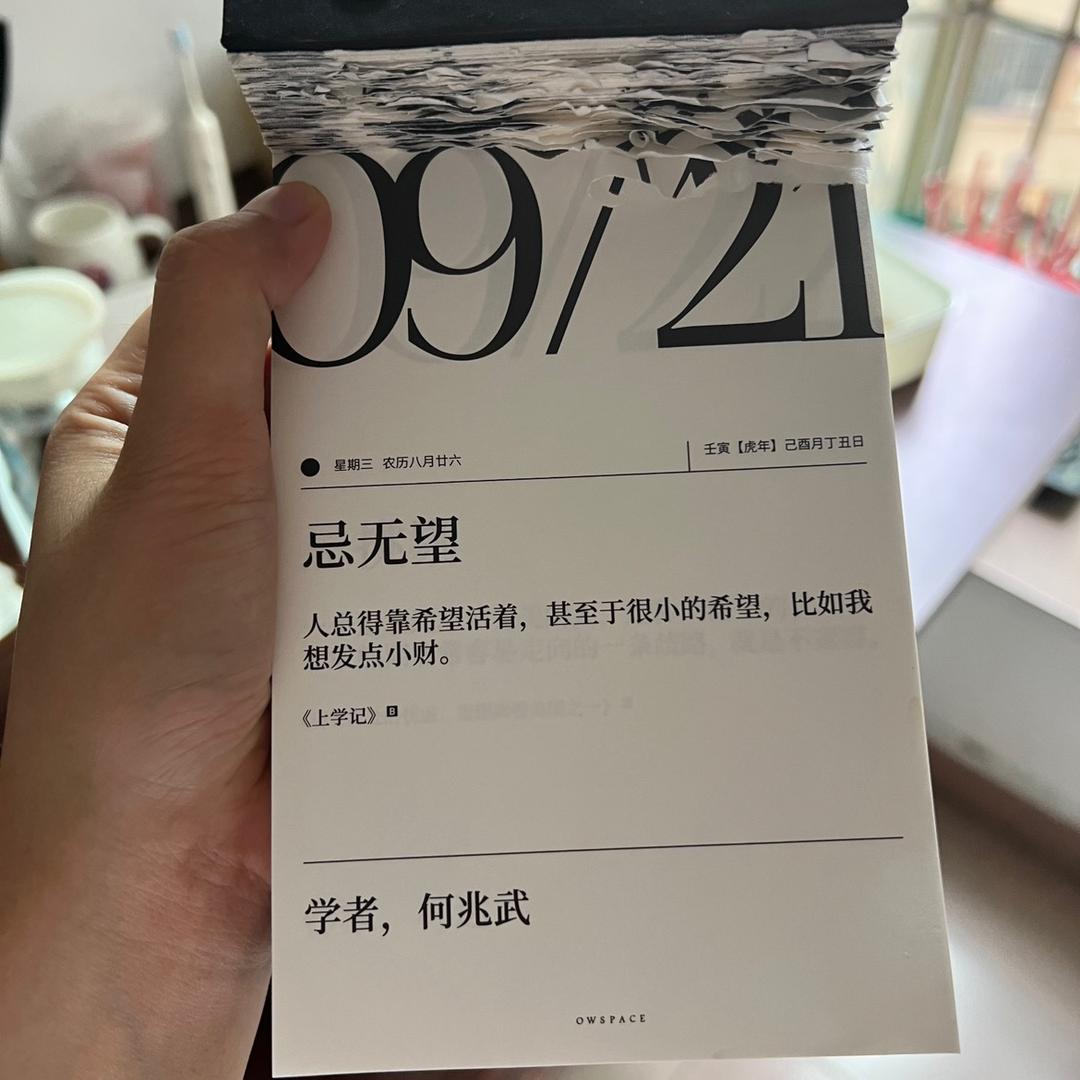 09/21
星期三 农历八月廿六
壬寅【虎年】己酉月丁丑日
忌无望
人总得靠希望活着，甚至于很小的希望，比如我
想发点小财。
《上学记》B
学者，何兆武
OWSPACE